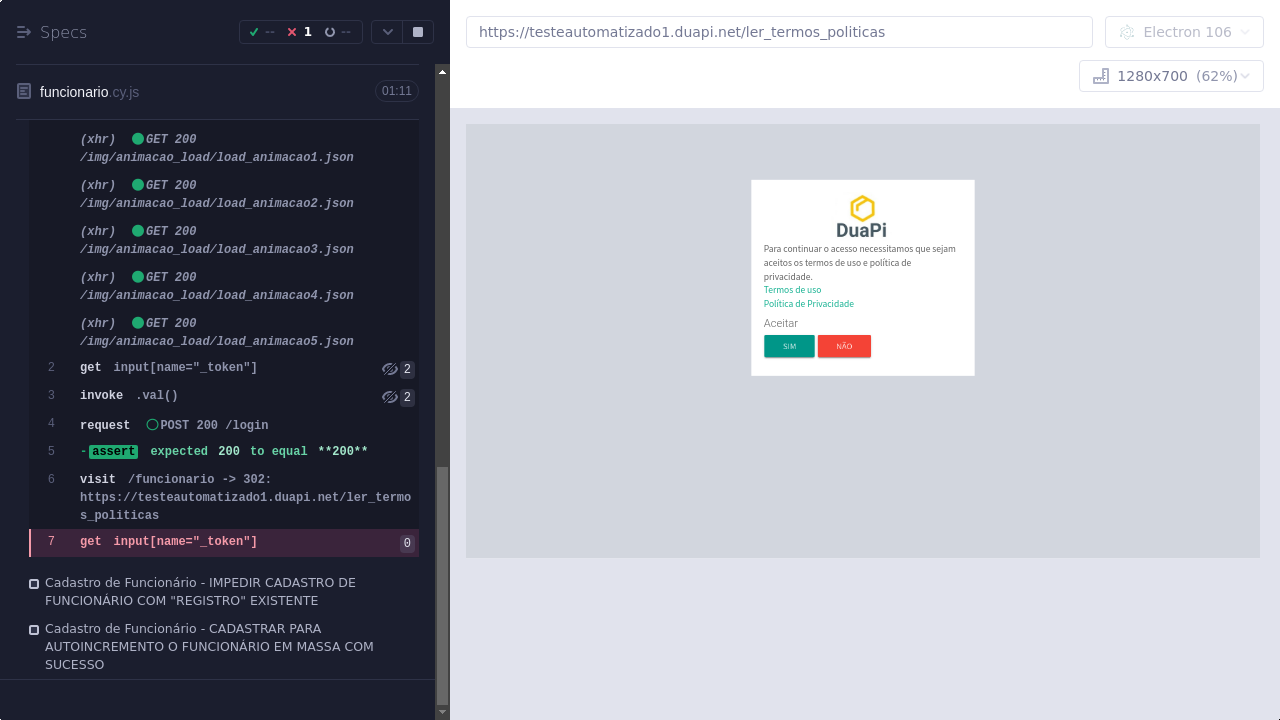 Specs
-- 1 --
funcionario.cy.js 01:11
(xhr) GET 200
/img/animacao_load/load_animacao1.json
(xhr) GET 200
/img/animacao_load/load_animacao2.json
(xhr) GET 200
/img/animacao_load/load_animacao3.json
(xhr) GET 200
/img/animacao_load/load_animacao4.json
(xhr) GET 200
/img/animacao_load/load_animacao5.json
2 get input[name="_token"] 2
3 invoke .val() 2
4 request POST 200 /login
5 -assert expected 200 to equal **200**
6 visit /funcionario -> 302:
https://testeautomatizado1.duapi.net/ler_termo
s_politicas
7 get input[name="_token"] 0
Cadastro de Funcionário - IMPEDIR CADASTRO DE
FUNCIONÁRIO COM "REGISTRO" EXISTENTE
Cadastro de Funcionário - CADASTRAR PARA
AUTOINCREMENTO O FUNCIONÁRIO EM MASSA COM
SUCESSO
https://testeautomatizado1.duapi.net/ler_termos_politicas
Electron 106
1280x700 (62%)
DuaPi
Para continuar o acesso necessitamos que sejam
aceitos os termos de uso e política de
privacidade.
Termos de uso
Política de Privacidade
Aceitar
SIM NÃO